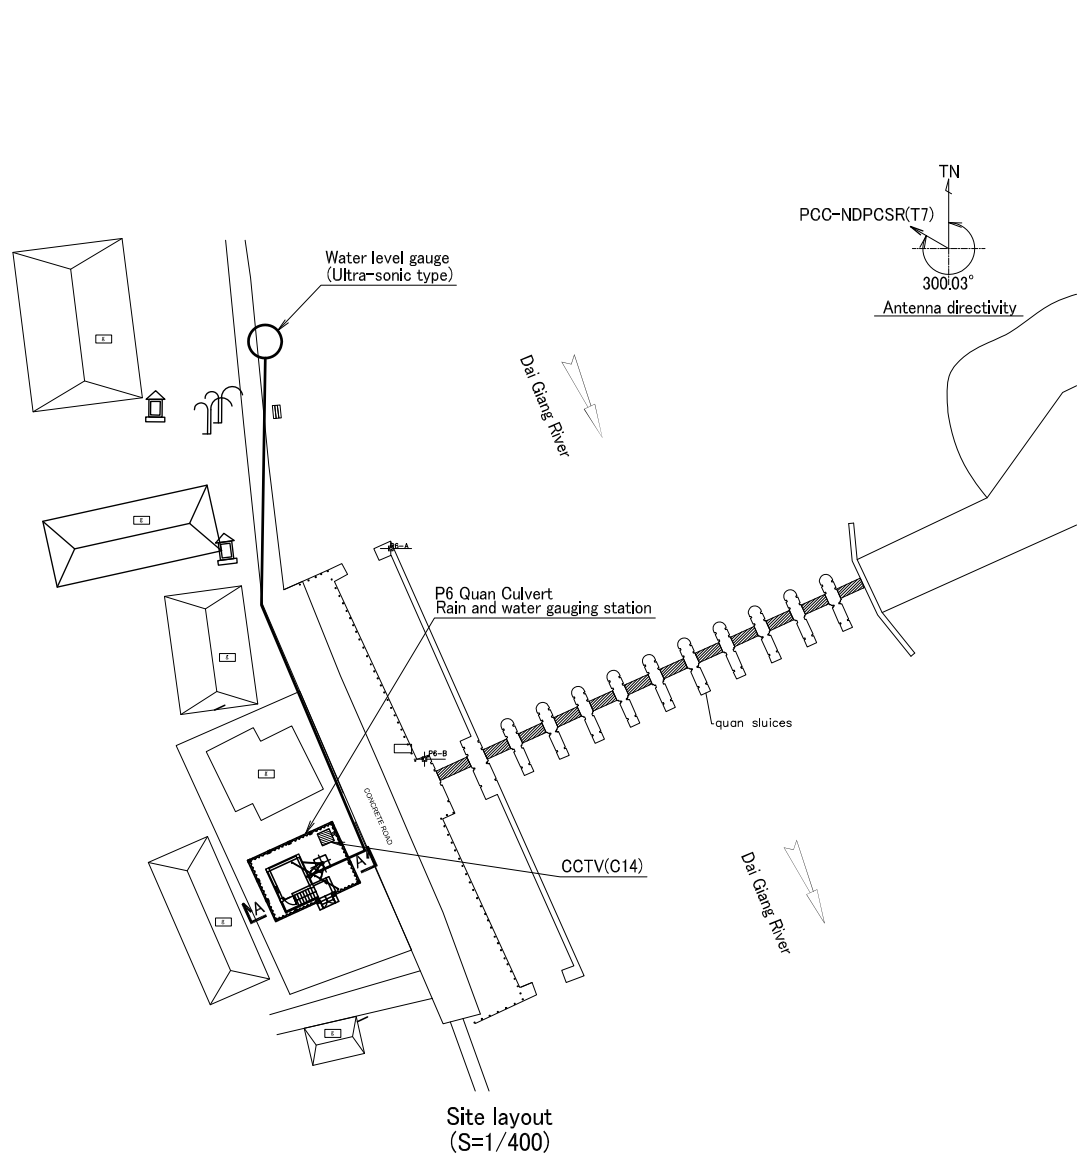 TN
PCC-NDPCSR(T7)
300.03°
Antenna directivity
Water level gauge
(Ultra-sonic type)
Dai Giang River
P6-A
P6 Quan Culvert
Rain and water gauging station
quan sluices
P6-B
CONCRETE ROAD
A
CCTV(C14)
A
Dai Giang River
Site layout
(S=1/400)